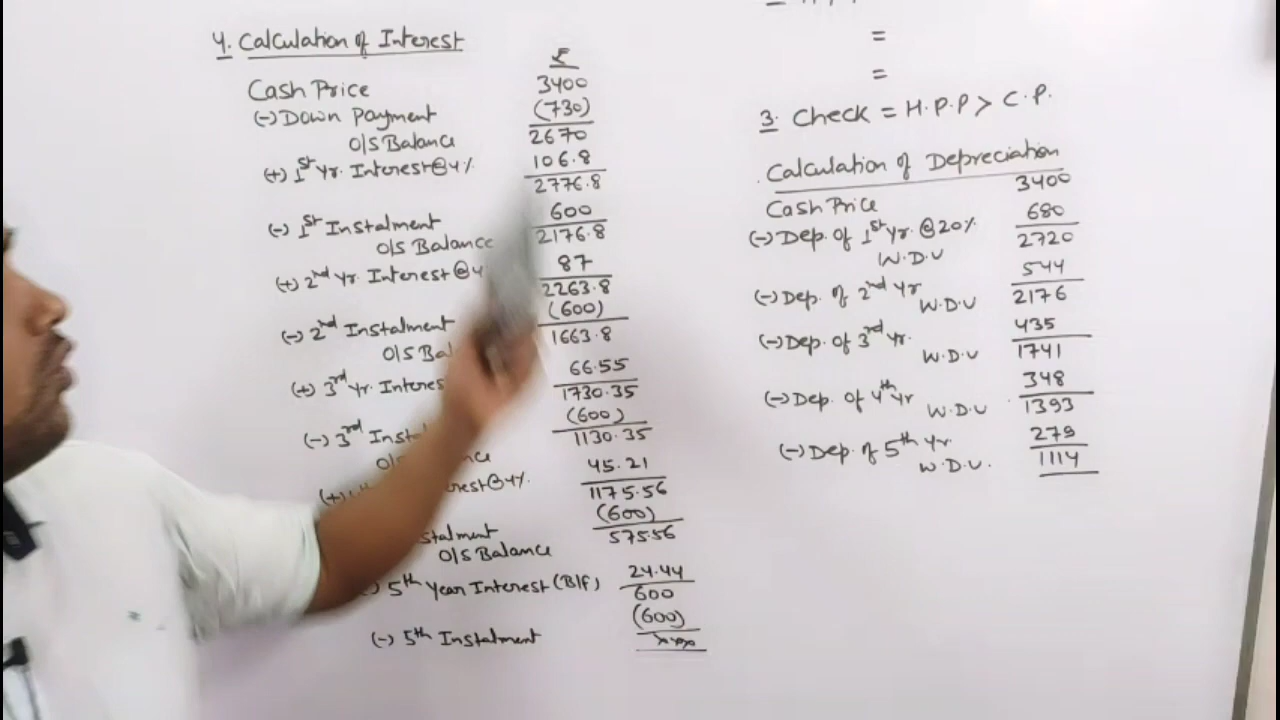 4. Calculation of Interest
₹
Cash Price 3400
(-) Down Payment (730)
O/S Balance 2670
(+) 1st Yr. Interest @ 4% 106.8
2776.8
(-) 1st Instalment 600
O/S Balance 2176.8
(+) 2nd Yr. Interest @ 4 87
2263.8
(-) 2nd Instalment (600)
O/S Bal 1663.8
(+) 3rd Yr. Interes 66.55
1730.35
(-) 3rd Inst (600)
O/S nce 1130.35
(+) rest @ 4%. 45.21
1175.56
stalment (600)
O/S Balance 575.56
) 5th Year Interest (B/F) 24.44
600
(-) 5th Instalment (600)
xxx
=
=
3. Check = H.P.P > C.P.
Calculation of Depreciation
Cash Price 3400
(-) Dep. of 1st yr. @ 20% 680
W.D.V 2720
(-) Dep. of 2nd Yr 544
W.D.V 2176
(-) Dep. of 3rd Yr. 435
W.D.V 1741
(-) Dep. of 4th Yr 348
W.D.V 1393
(-) Dep. of 5th Yr. 279
W.D.V. 1114